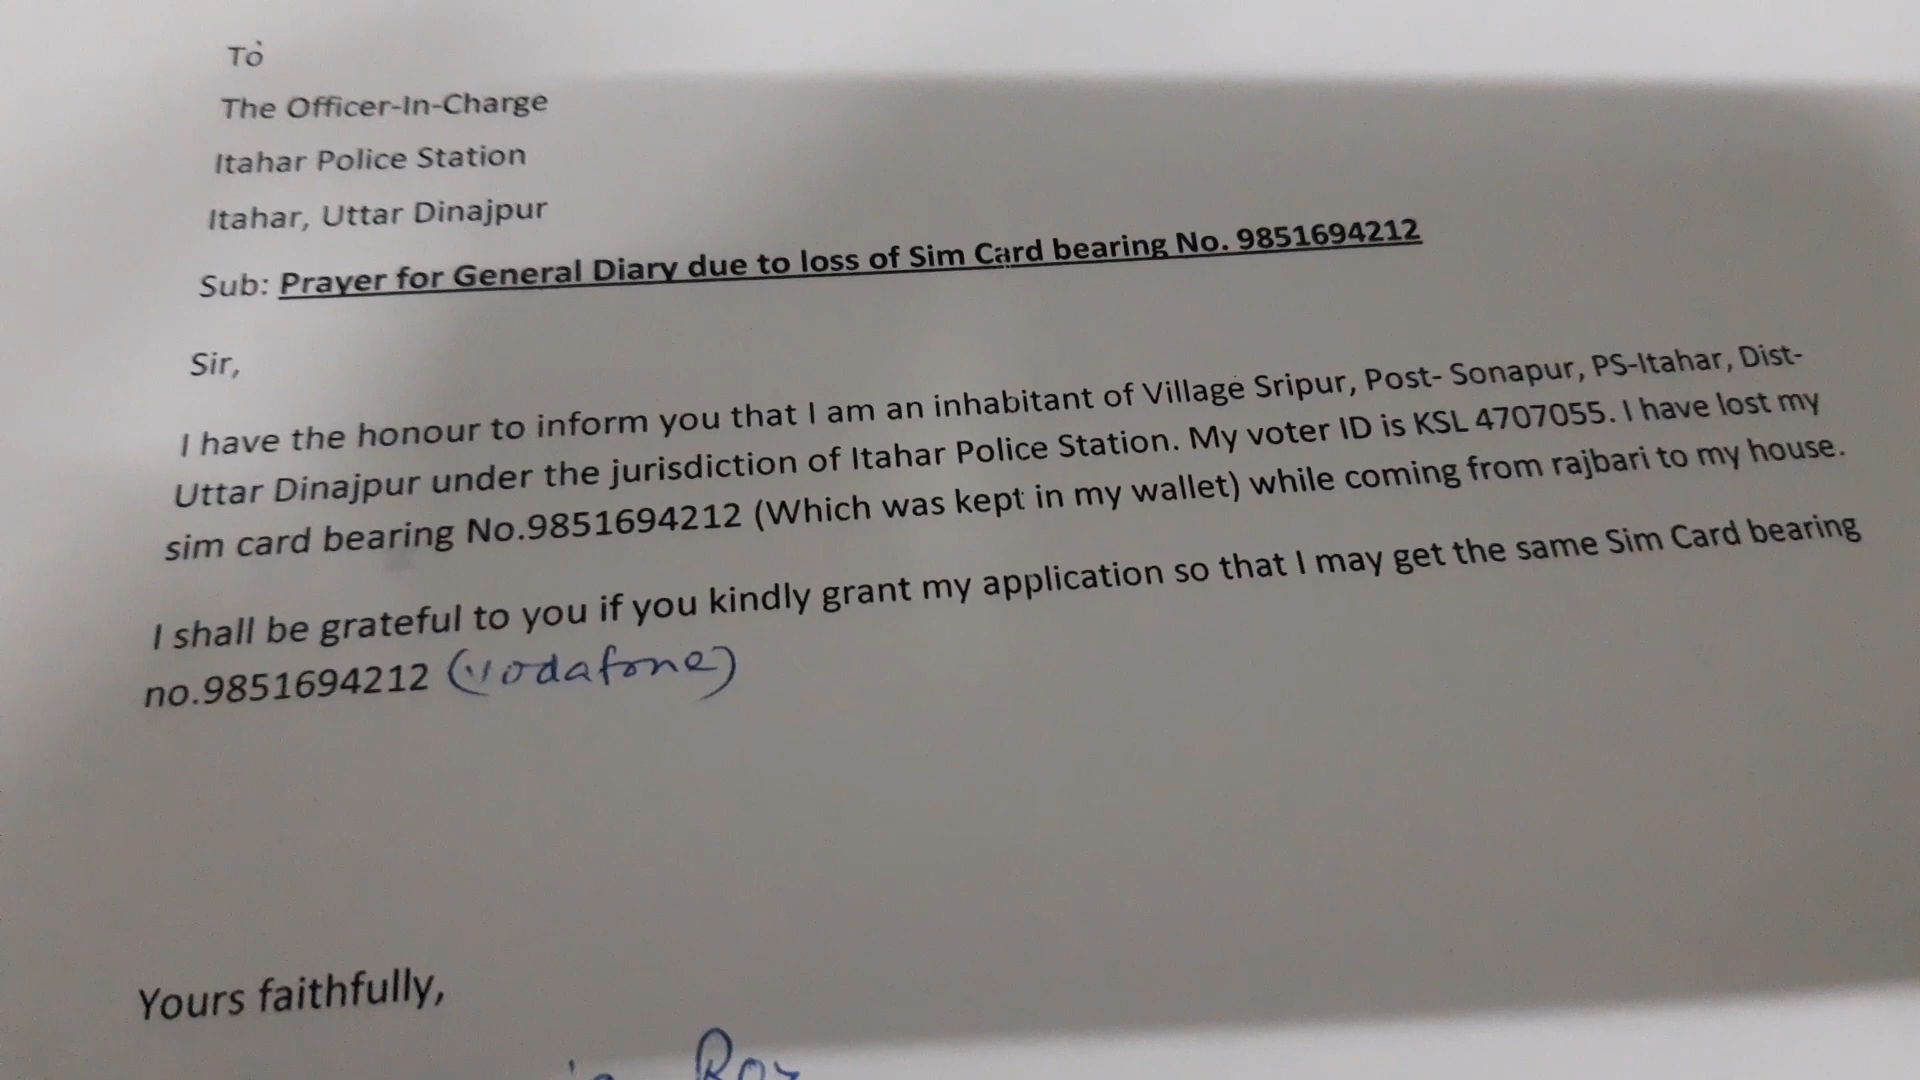 To
The Officer-In-Charge
Itahar Police Station
Itahar, Uttar Dinajpur
Sub: Prayer for General Diary due to loss of Sim Card bearing No. 9851694212
Sir,
I have the honour to inform you that I am an inhabitant of Village Sripur, Post- Sonapur, PS-Itahar, Dist-
Uttar Dinajpur under the jurisdiction of Itahar Police Station. My voter ID is KSL 4707055. I have lost my
sim card bearing No.9851694212 (Which was kept in my wallet) while coming from rajbari to my house.
I shall be grateful to you if you kindly grant my application so that I may get the same Sim Card bearing
no.9851694212 (vodafone)
Yours faithfully,
Roy